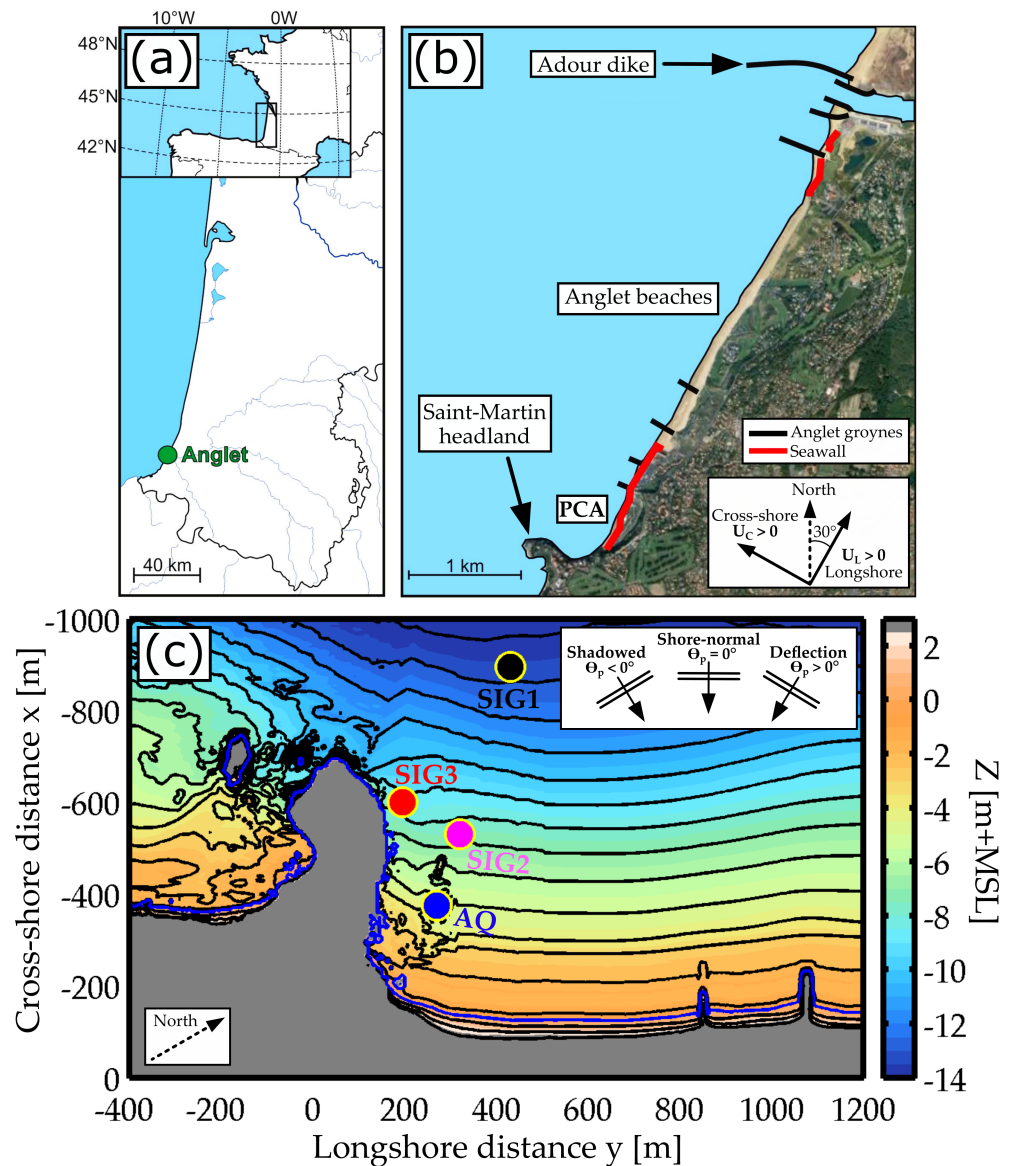 10°W 0W
48°N
45°N
42°N
(a)
Anglet
40 km
(b)
Adour dike
Anglet beaches
Saint-Martin
headland
PCA
1 km
Anglet groynes
Seawall
North
Cross-shore
U_C > 0
30°
U_L > 0
Longshore
(c)
Shadowed
Θ_p < 0°
Shore-normal
Θ_p = 0°
Deflection
Θ_p > 0°
SIG1
SIG3
SIG2
AQ
North
Cross-shore distance x [m]
-1000
-800
-600
-400
-200
0
-400 -200 0 200 400 600 800 1000 1200
Longshore distance y [m]
2
0
-2
-4
-6
-8
-10
-12
-14
Z [m+MSL]